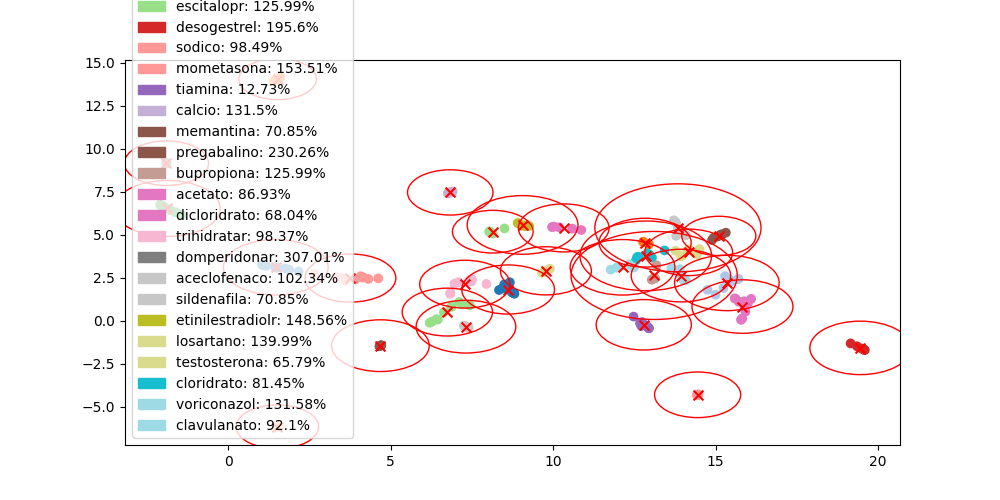 escitalopr: 125.99%
desogestrel: 195.6%
sodico: 98.49%
mometasona: 153.51%
tiamina: 12.73%
calcio: 131.5%
memantina: 70.85%
pregabalino: 230.26%
bupropiona: 125.99%
acetato: 86.93%
dicloridrato: 68.04%
trihidratar: 98.37%
domperidonar: 307.01%
aceclofenaco: 102.34%
sildenafila: 70.85%
etinilestradiolr: 148.56%
losartano: 139.99%
testosterona: 65.79%
cloridrato: 81.45%
voriconazol: 131.58%
clavulanato: 92.1%
15.0
12.5
10.0
7.5
5.0
2.5
0.0
−2.5
−5.0
0 5 10 15 20